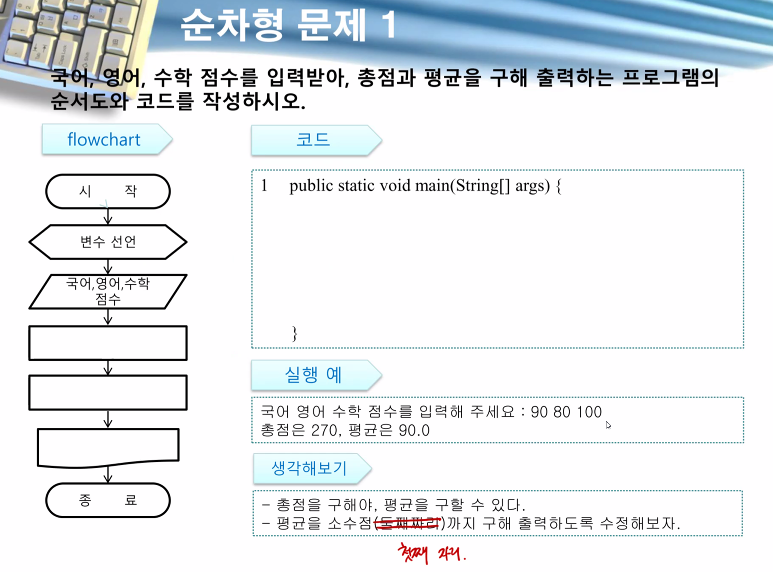 순차형 문제 1
국어, 영어, 수학 점수를 입력받아, 총점과 평균을 구해 출력하는 프로그램의
순서도와 코드를 작성하시오.
flowchart
시 작
변수 선언
국어,영어,수학
점수
종 료
코드
1 public static void main(String[] args) {
}
실행 예
국어 영어 수학 점수를 입력해 주세요 : 90 80 100
총점은 270, 평균은 90.0
생각해보기
- 총점을 구해야, 평균을 구할 수 있다.
- 평균을 소수점(둘째짜리)까지 구해 출력하도록 수정해보자.
첫째 자리.